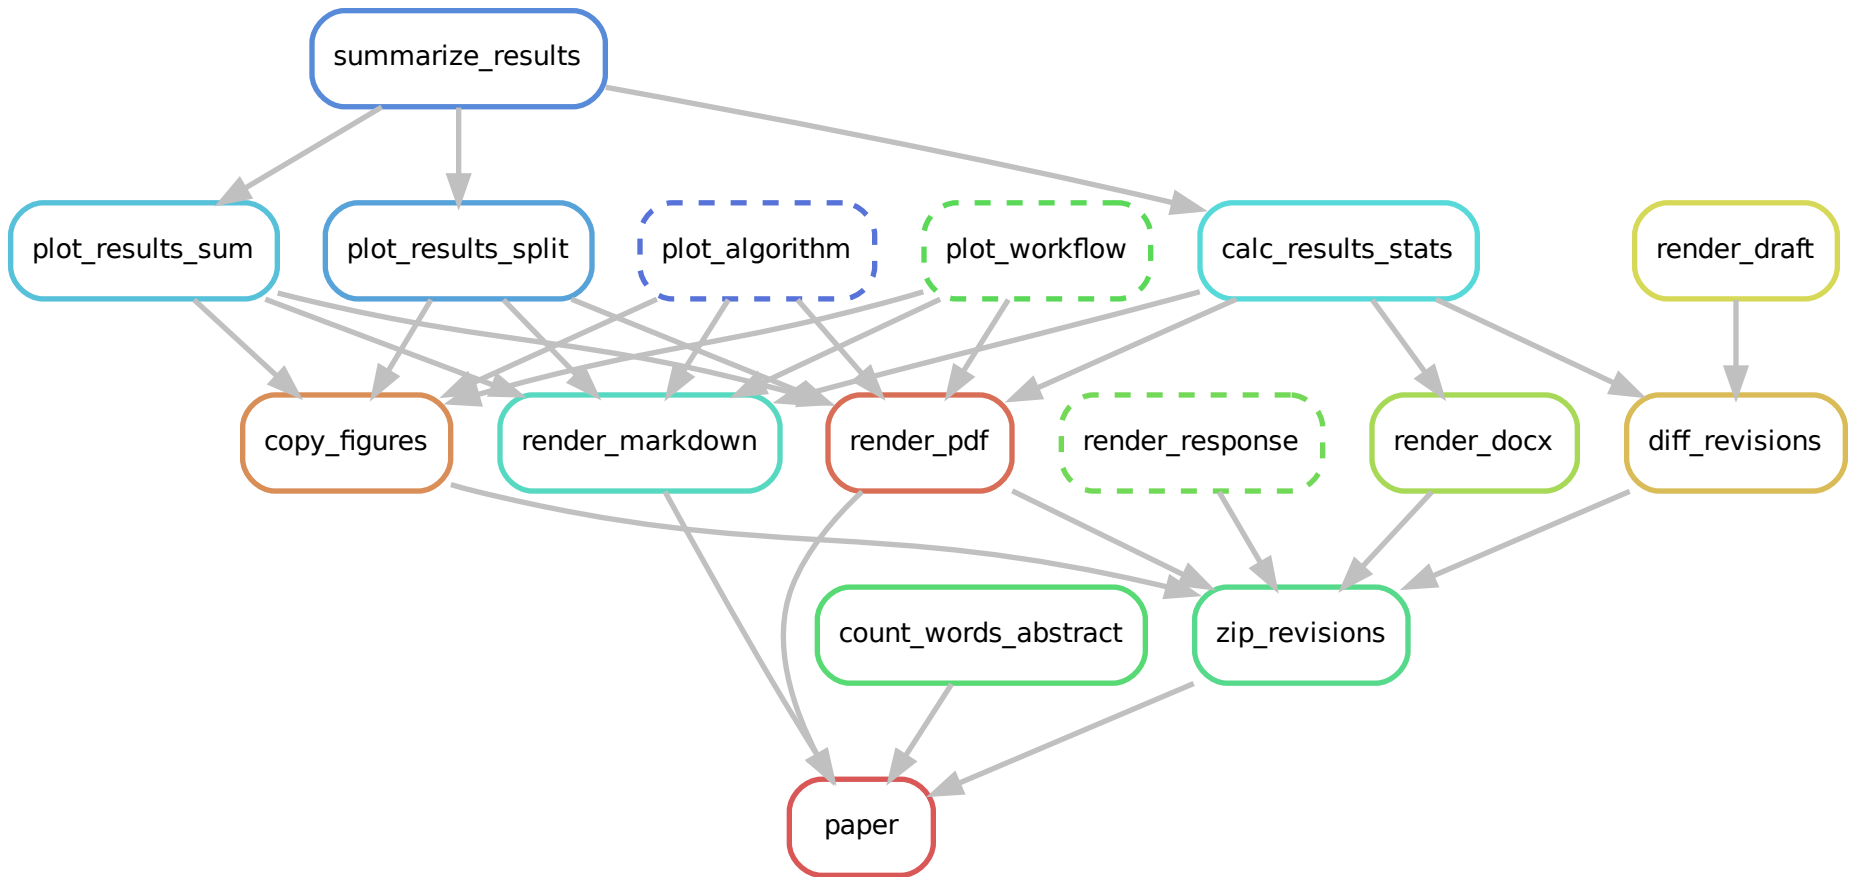 summarize_results
plot_results_sum
plot_results_split
plot_algorithm
plot_workflow
calc_results_stats
render_draft
copy_figures
render_markdown
render_pdf
render_response
render_docx
diff_revisions
count_words_abstract
zip_revisions
paper